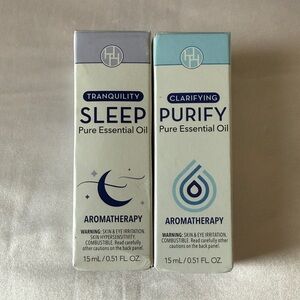 HH
TRANQUILITY
SLEEP
Pure Essential Oil
AROMATHERAPY
WARNING: SKIN & EYE IRRITATION,
SKIN HYPERSENSITIVITY,
COMBUSTIBLE. Read carefully
other cautions on the back panel.
15 mL / 0.51 FL. OZ.
HH
CLARIFYING
PURIFY
Pure Essential Oil
AROMATHERAPY
WARNING: SKIN & EYE IRRITATION,
COMBUSTIBLE. Read carefully
other cautions on the back panel.
15 mL / 0.51 FL. OZ.